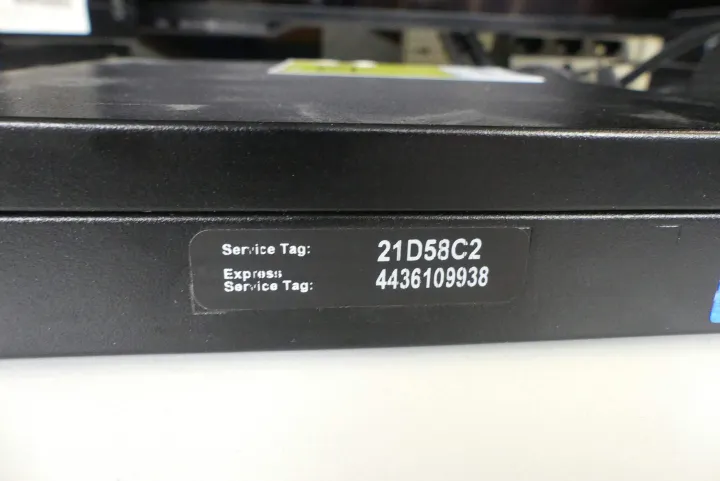 Service Tag: 21D58C2
Express
Service Tag: 4436109938